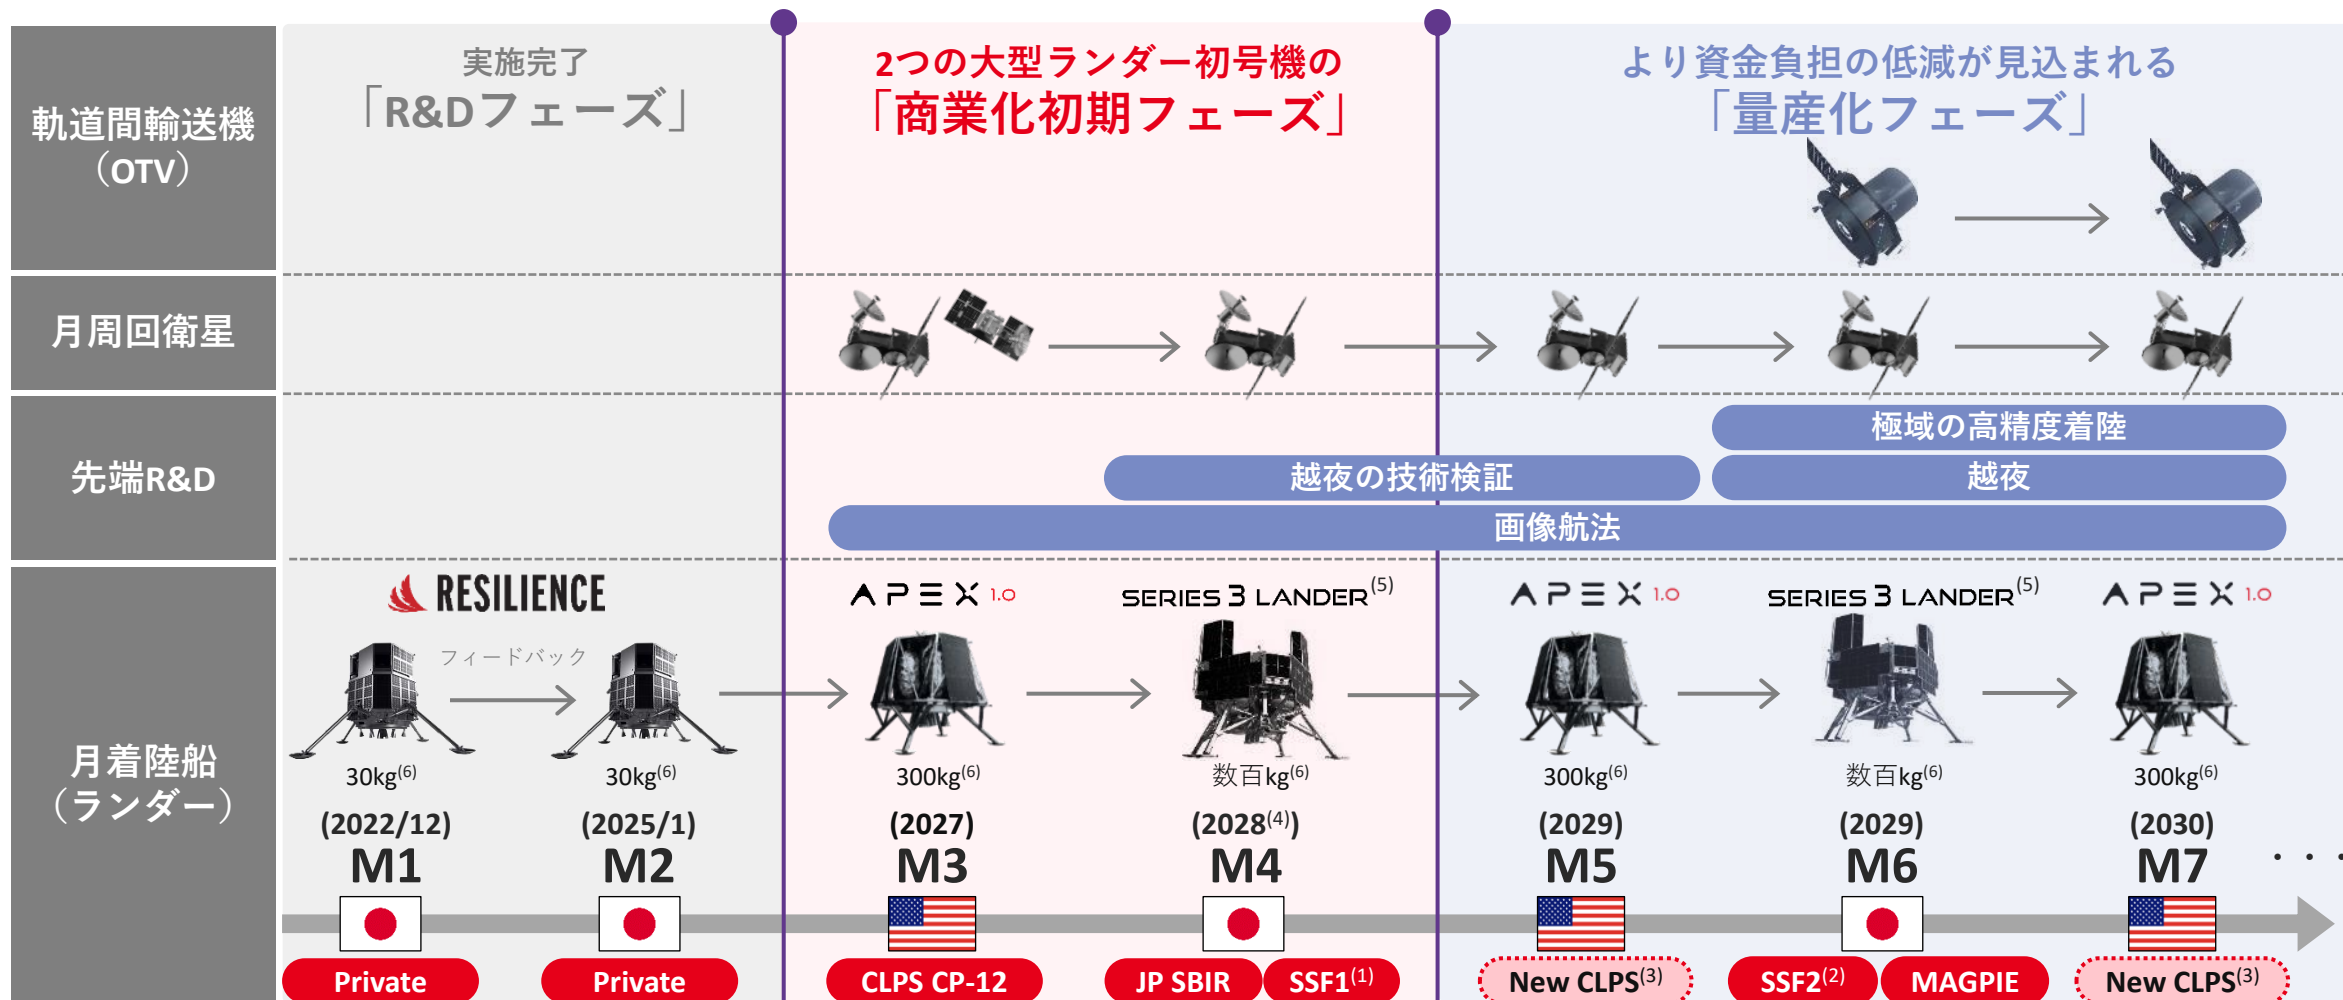 実施完了
「R&Dフェーズ」
2つの大型ランダー初号機の
「商業化初期フェーズ」
より資金負担の低減が見込まれる
「量産化フェーズ」
軌道間輸送機
（OTV）
月周回衛星
先端R&D
極域の高精度着陸
越夜の技術検証
越夜
画像航法
月着陸船
（ランダー）
RESILIENCE
APEX 1.0
SERIES 3 LANDER(5)
APEX 1.0
SERIES 3 LANDER(5)
APEX 1.0
フィードバック
30kg(6)
30kg(6)
300kg(6)
数百kg(6)
300kg(6)
数百kg(6)
300kg(6)
(2022/12)
(2025/1)
(2027)
(2028(4))
(2029)
(2029)
(2030)
M1
M2
M3
M4
M5
M6
M7
・・・
Private
Private
CLPS CP-12
JP SBIR
SSF1(1)
New CLPS(3)
SSF2(2)
MAGPIE
New CLPS(3)